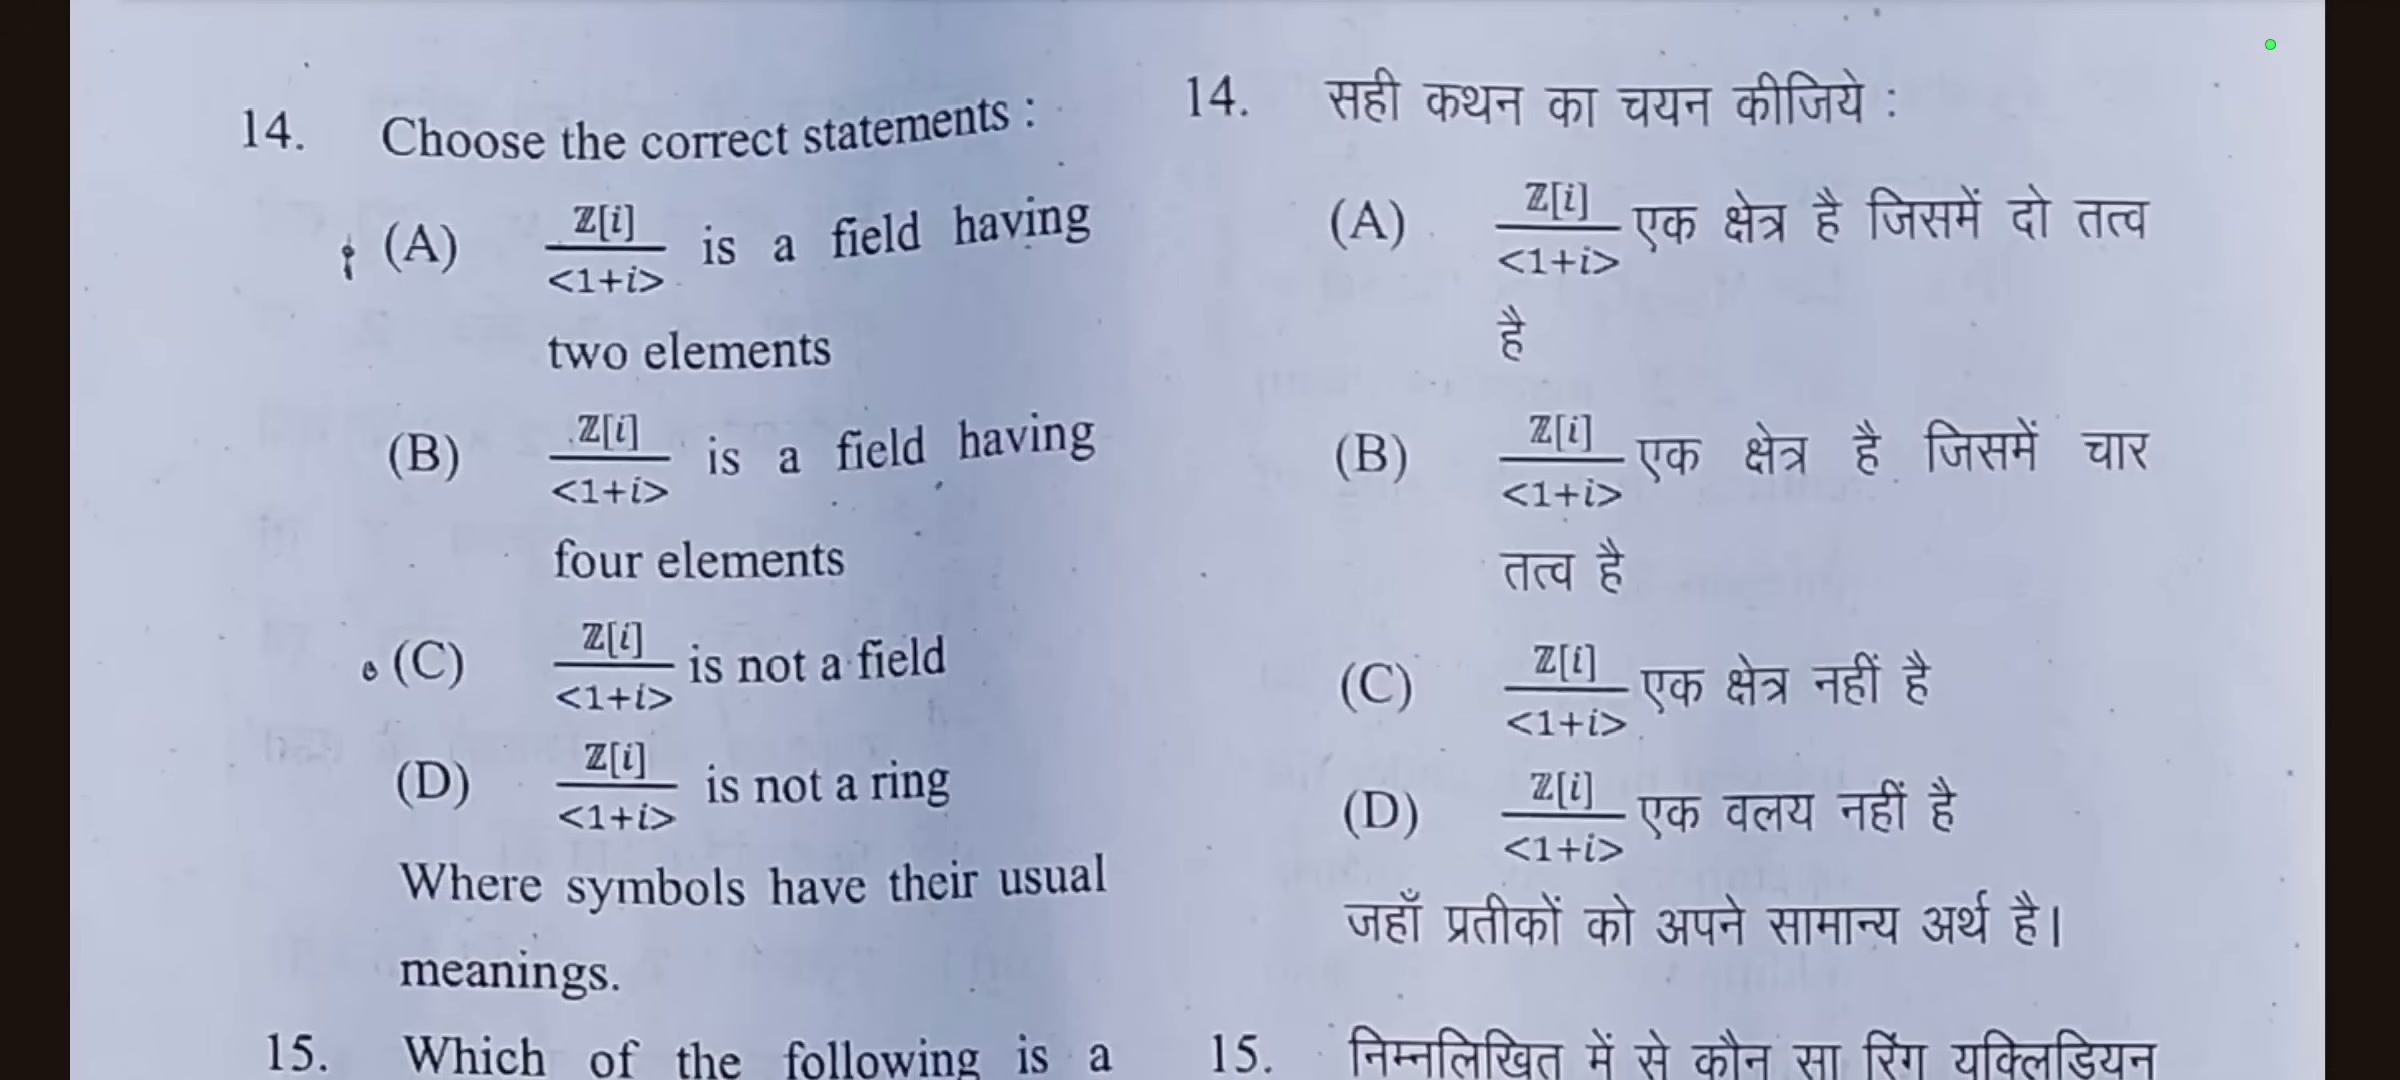 14. Choose the correct statements :
(A) ℤ[i]/<1+i> is a field having
two elements
(B) ℤ[i]/<1+i> is a field having
four elements
(C) ℤ[i]/<1+i> is not a field
(D) ℤ[i]/<1+i> is not a ring
Where symbols have their usual
meanings.
15. Which of the following is a
14. सही कथन का चयन कीजिये :
(A) ℤ[i]/<1+i> एक क्षेत्र है जिसमें दो तत्व
है
(B) ℤ[i]/<1+i> एक क्षेत्र है जिसमें चार
तत्व है
(C) ℤ[i]/<1+i> एक क्षेत्र नहीं है
(D) ℤ[i]/<1+i> एक वलय नहीं है
जहाँ प्रतीकों को अपने सामान्य अर्थ है।
15. निम्नलिखित में से कौन सा रिंग यूक्लिडियन